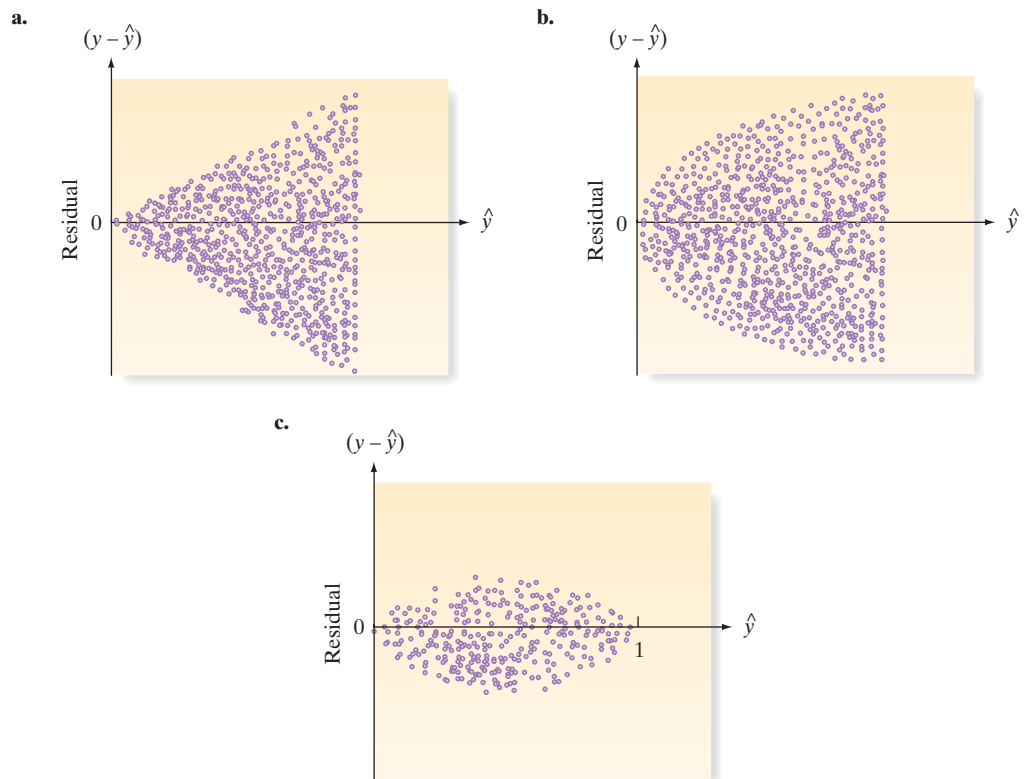 a.
(y – ŷ)
Residual
0
ŷ
b.
(y – ŷ)
Residual
0
ŷ
c.
(y – ŷ)
Residual
0
1
ŷ